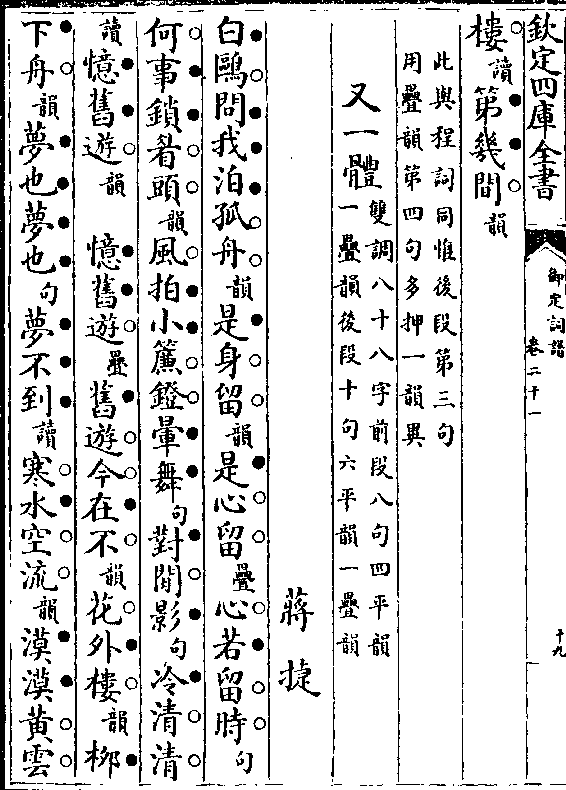 欽定四庫全書
御定詞譜
卷二十一
十九
樓讀第幾間韻
此與程詞同惟後段第三句
用疊韻第四句多押一韻異
又一體雙調八十八字前段八句四平韻
一疊韻後段十句六平韻一疊韻
蔣捷
白鷗問我泊孤舟韻是身留韻是心留疊心若留時句
何事鎖眉頭韻風拍小簾鐙暈舞句對閒影句冷清清
讀憶舊遊韻 憶舊遊疊舊遊今在不韻花外樓韻柳
下舟韻夢也夢也句夢不到讀寒水空流韻漠漠黃雲